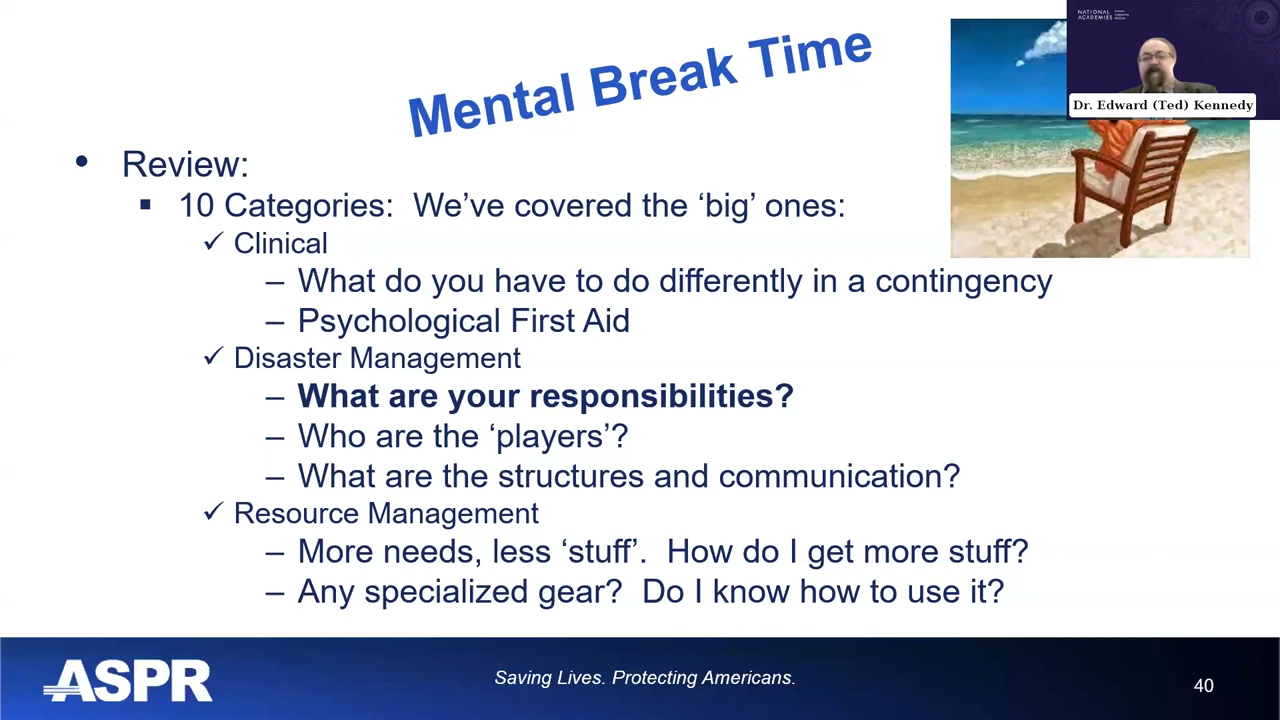 Mental Break Time
NATIONAL
ACADEMIES
Dr. Edward (Ted) Kennedy
• Review:
▪ 10 Categories: We’ve covered the ‘big’ ones:
✓ Clinical
– What do you have to do differently in a contingency
– Psychological First Aid
✓ Disaster Management
– What are your responsibilities?
– Who are the ‘players’?
– What are the structures and communication?
✓ Resource Management
– More needs, less ‘stuff’. How do I get more stuff?
– Any specialized gear? Do I know how to use it?
ASPR
Saving Lives. Protecting Americans.
40